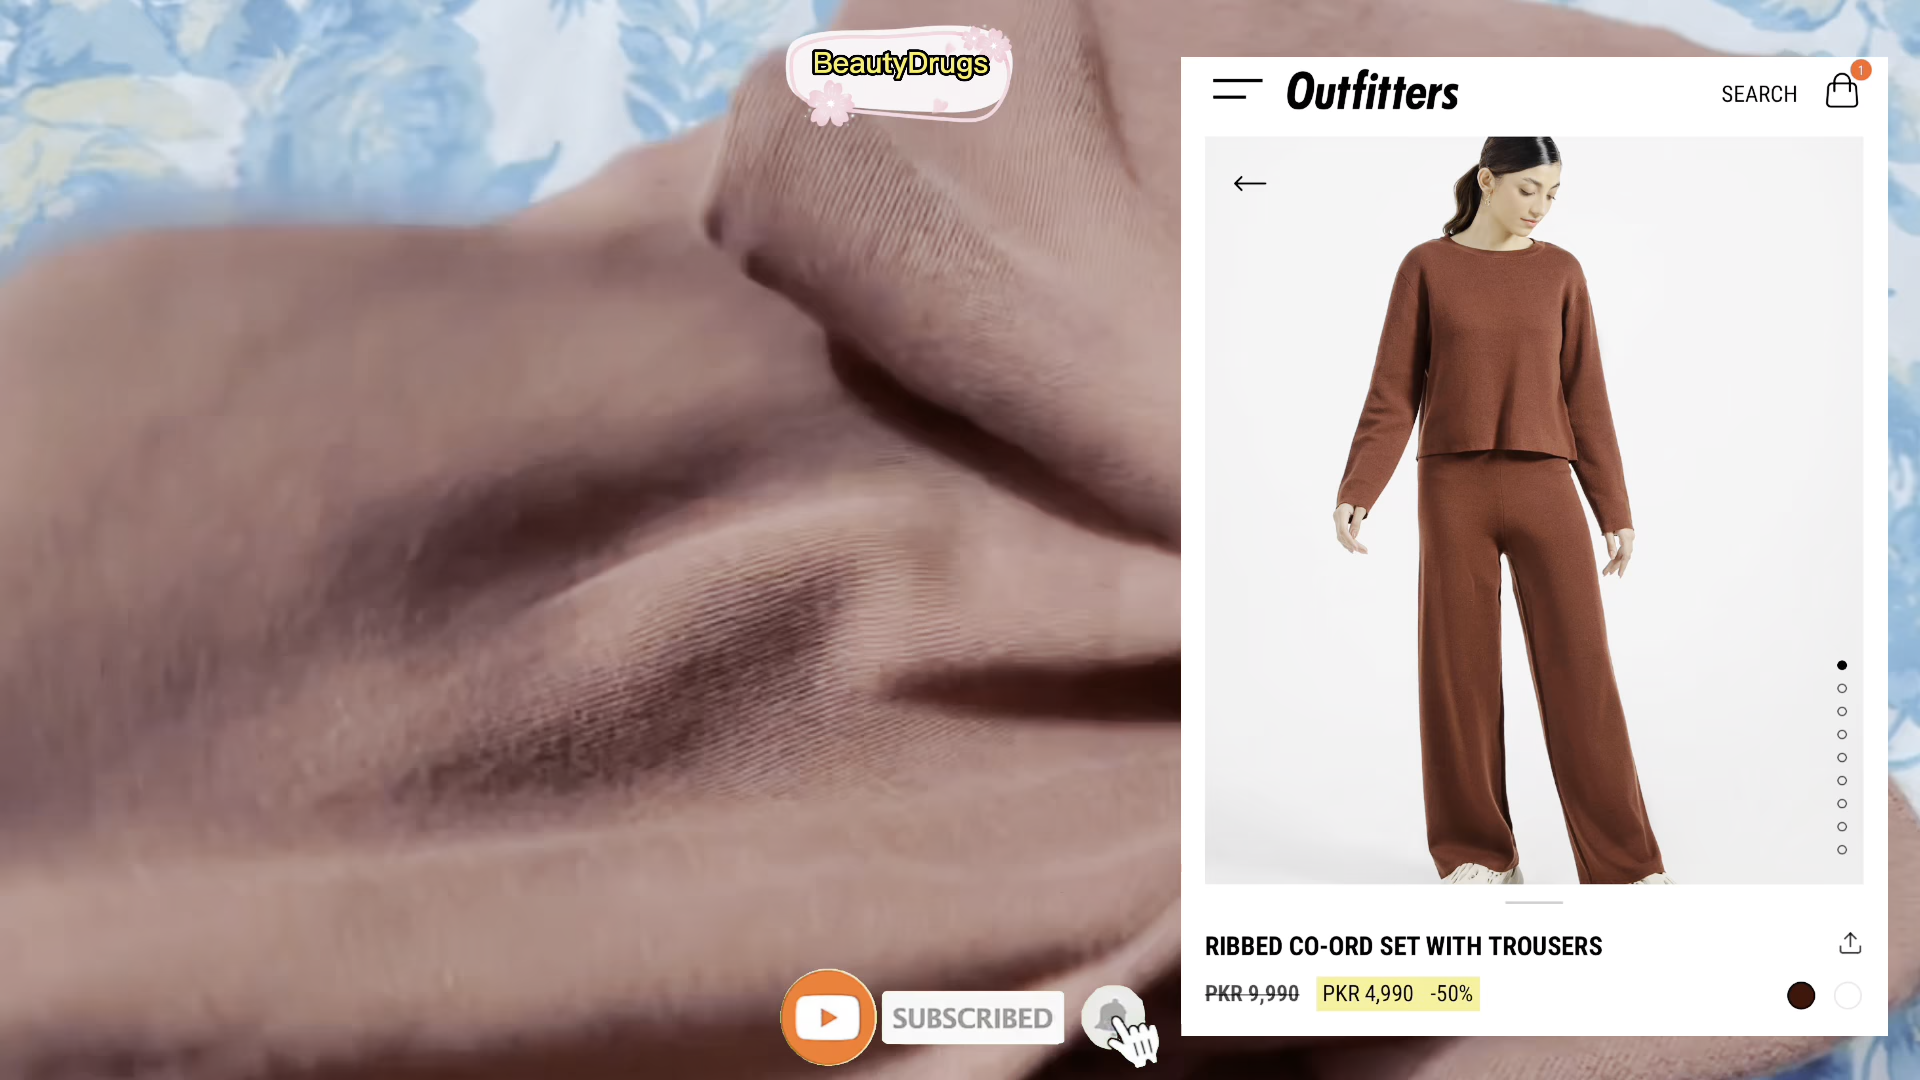 BeautyDrugs
Outfitters
SEARCH
1
RIBBED CO-ORD SET WITH TROUSERS
PKR 9,990 PKR 4,990 -50%
SUBSCRIBED